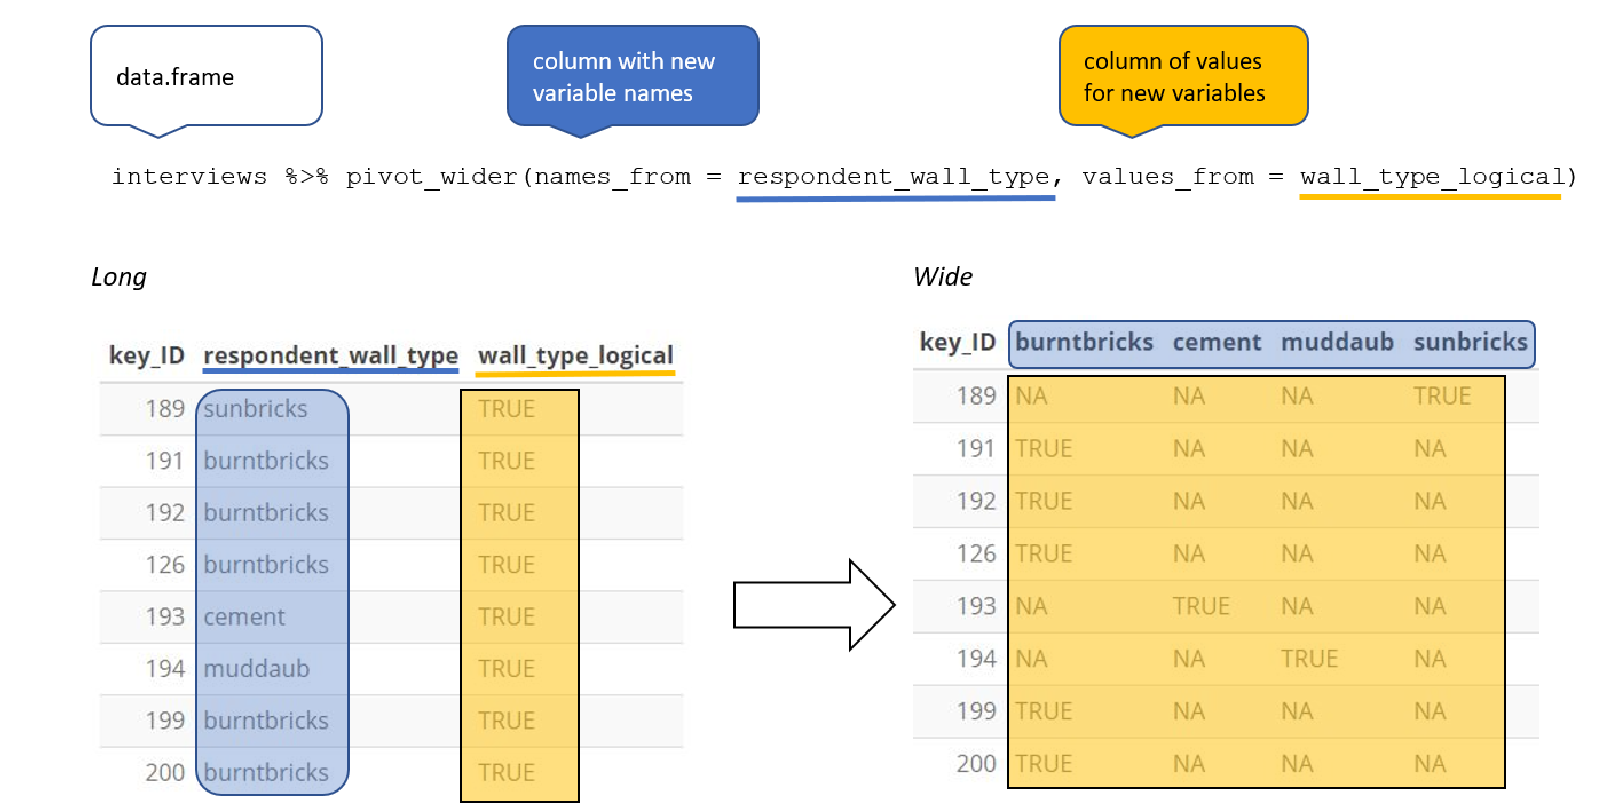 data.frame
column with new
variable names
column of values
for new variables
interviews %>% pivot_wider(names_from = respondent_wall_type, values_from = wall_type_logical)
Long
key_ID respondent_wall_type wall_type_logical
189 sunbricks TRUE
191 burntbricks TRUE
192 burntbricks TRUE
126 burntbricks TRUE
193 cement TRUE
194 muddaub TRUE
199 burntbricks TRUE
200 burntbricks TRUE
Wide
key_ID burntbricks cement muddaub sunbricks
189 NA NA NA TRUE
191 TRUE NA NA NA
192 TRUE NA NA NA
126 TRUE NA NA NA
193 NA TRUE NA NA
194 NA NA TRUE NA
199 TRUE NA NA NA
200 TRUE NA NA NA